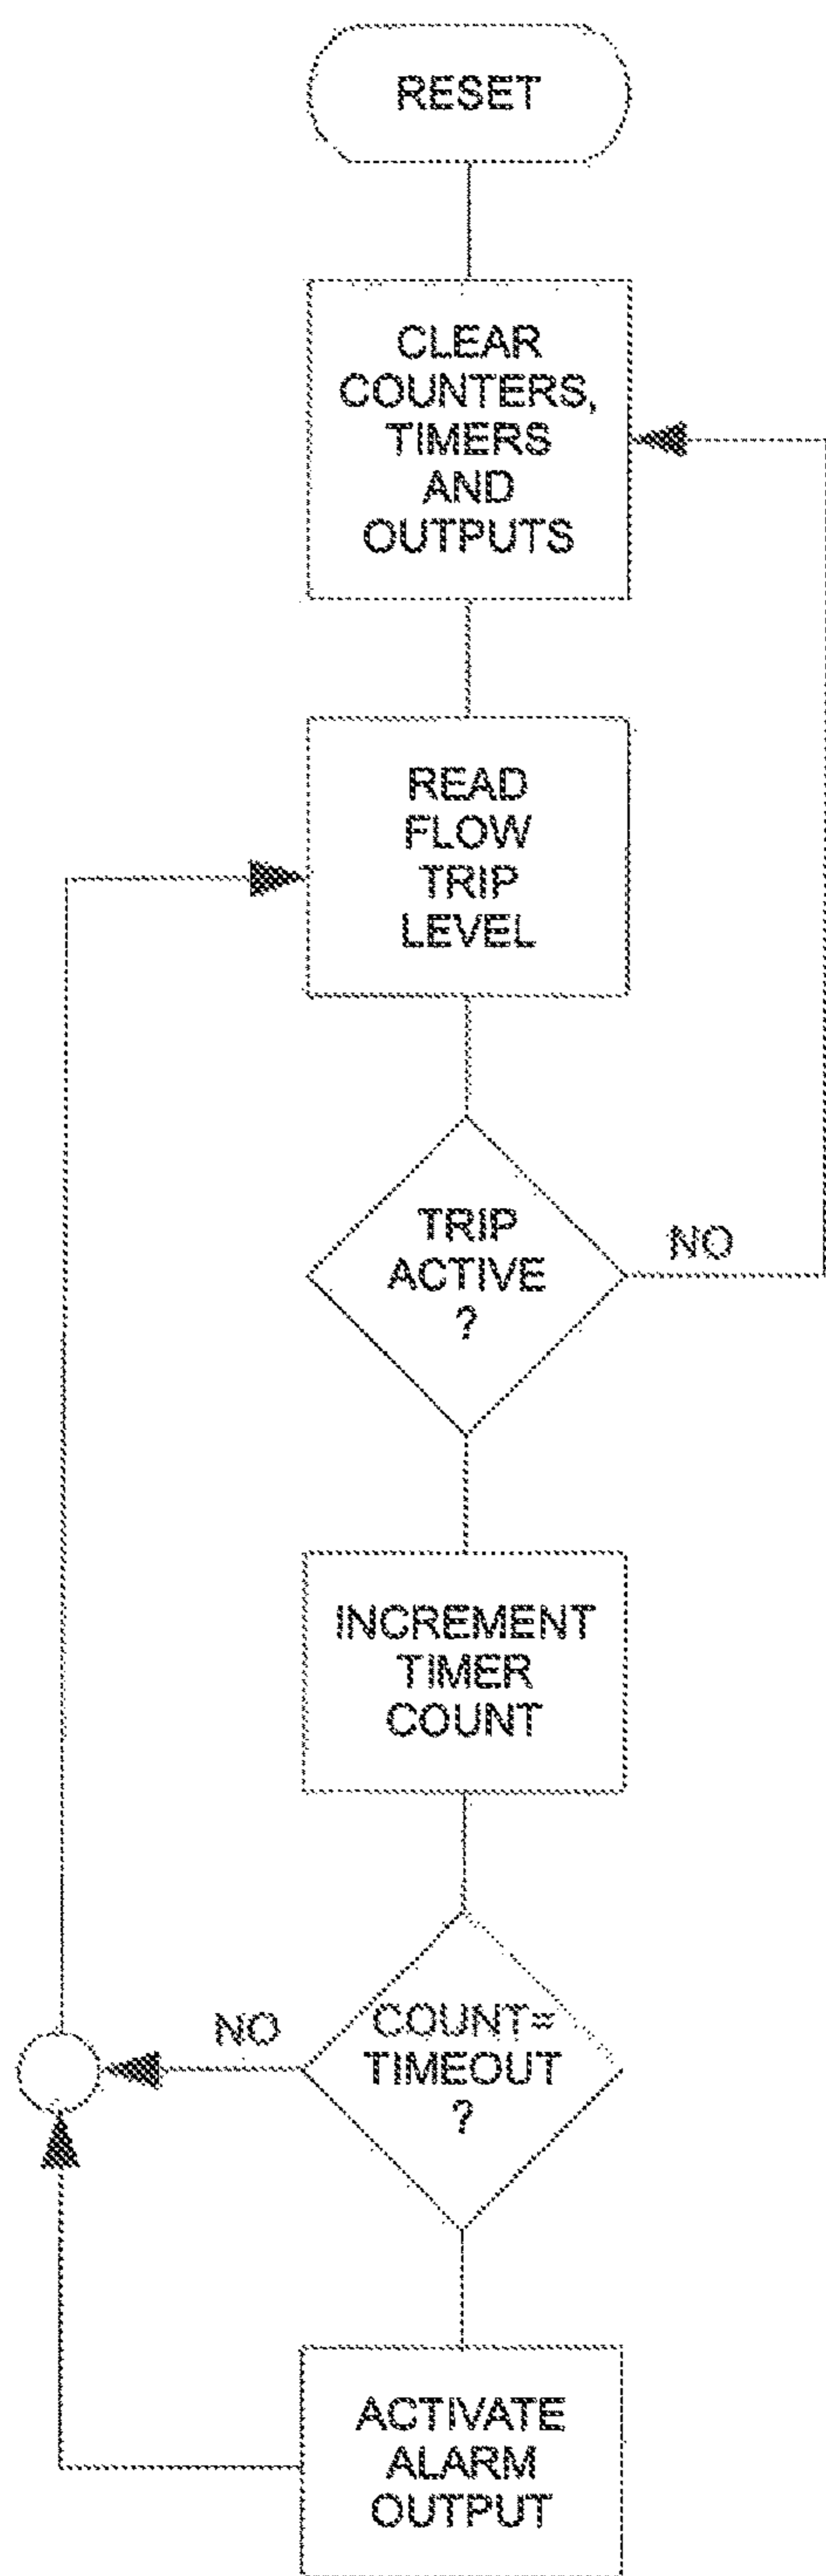 RESET
CLEAR
COUNTERS,
TIMERS
AND
OUTPUTS
READ
FLOW
TRIP
LEVEL
TRIP
ACTIVE
?
NO
INCREMENT
TIMER
COUNT
NO
COUNT=
TIMEOUT
?
ACTIVATE
ALARM
OUTPUT